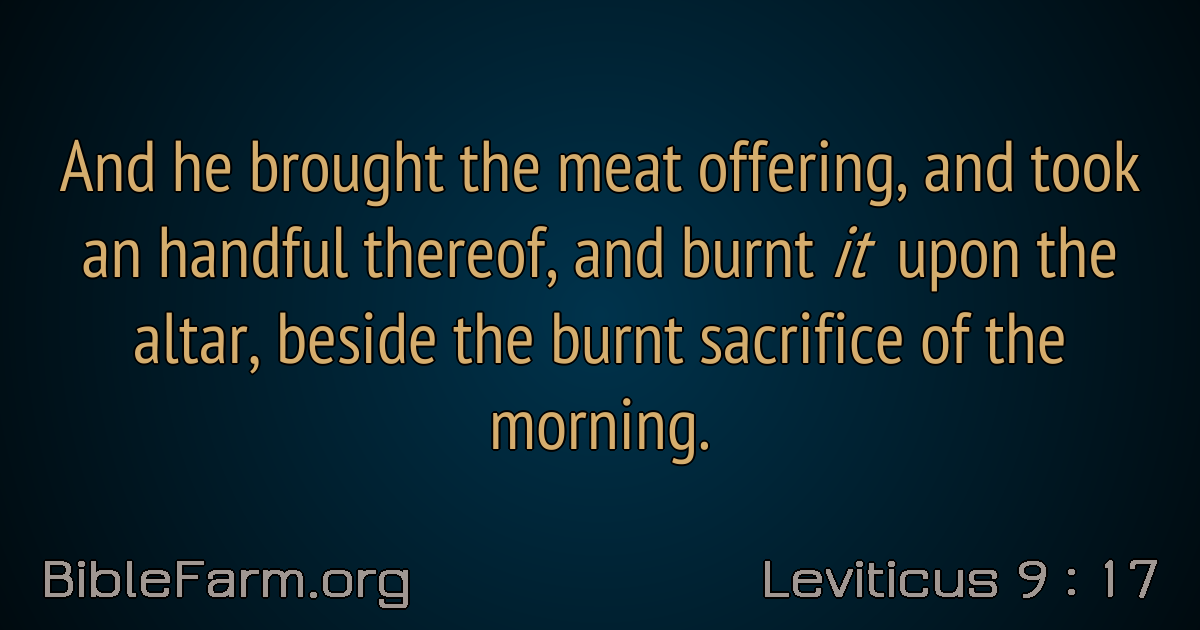 And he brought the meat offering, and took
an handful thereof, and burnt it upon the
altar, beside the burnt sacrifice of the
morning.
BibleFarm.org
Leviticus 9 : 17